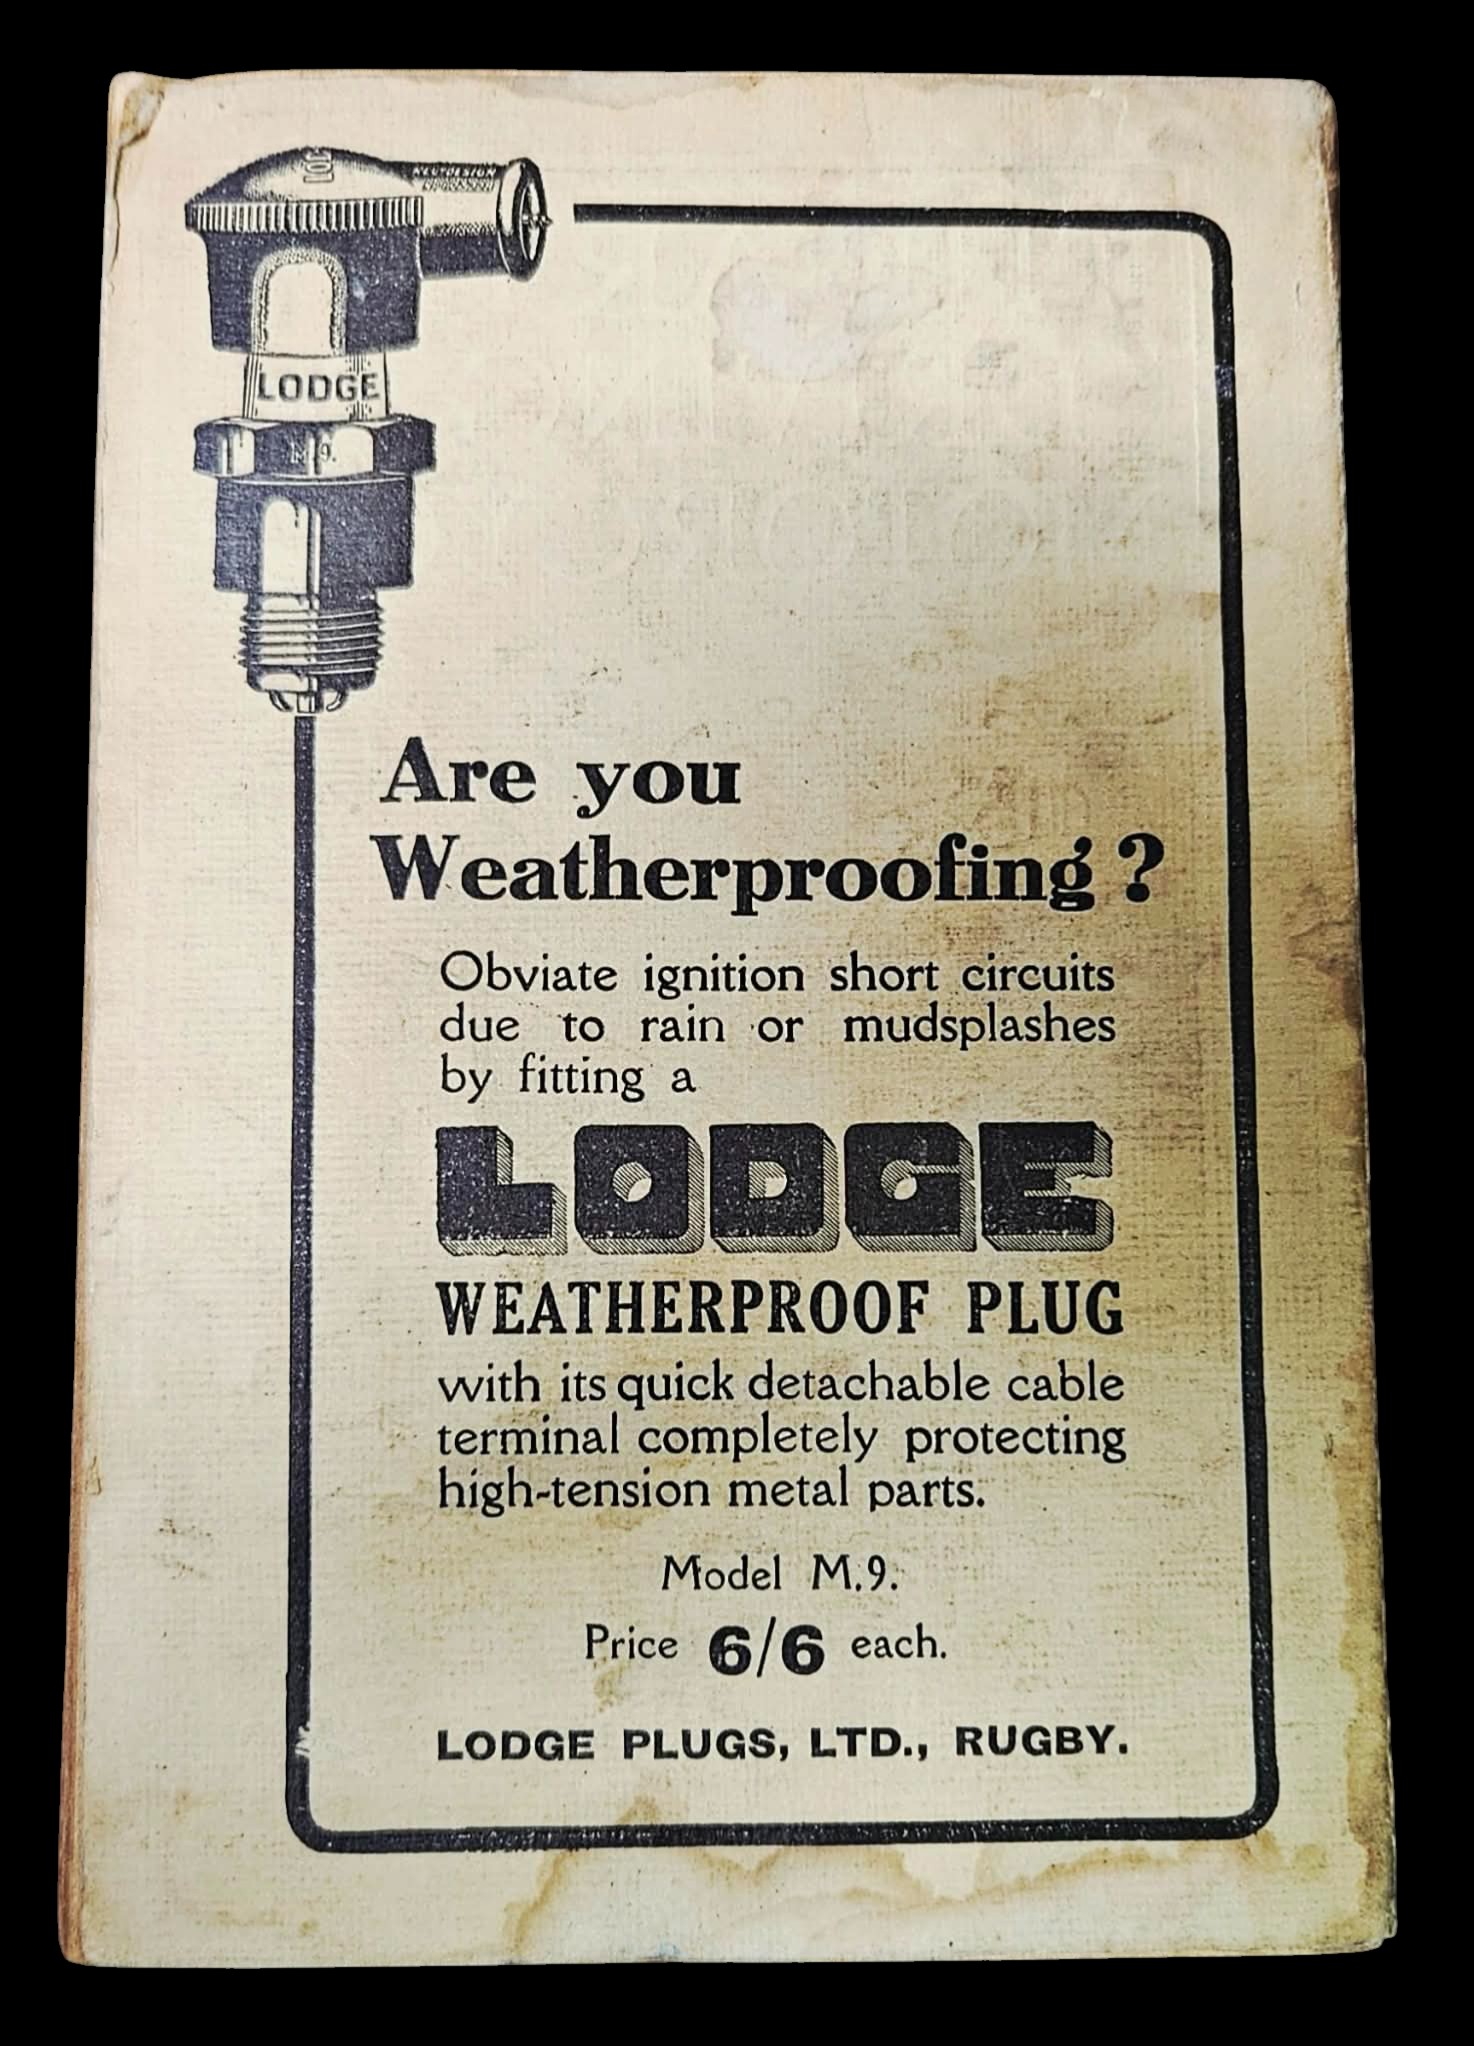 LODGE
M.9.
Are you
Weatherproofing ?
Obviate ignition short circuits
due to rain or mudsplashes
by fitting a
LODGE
WEATHERPROOF PLUG
with its quick detachable cable
terminal completely protecting
high-tension metal parts.
Model M.9.
Price 6/6 each.
LODGE PLUGS, LTD., RUGBY.